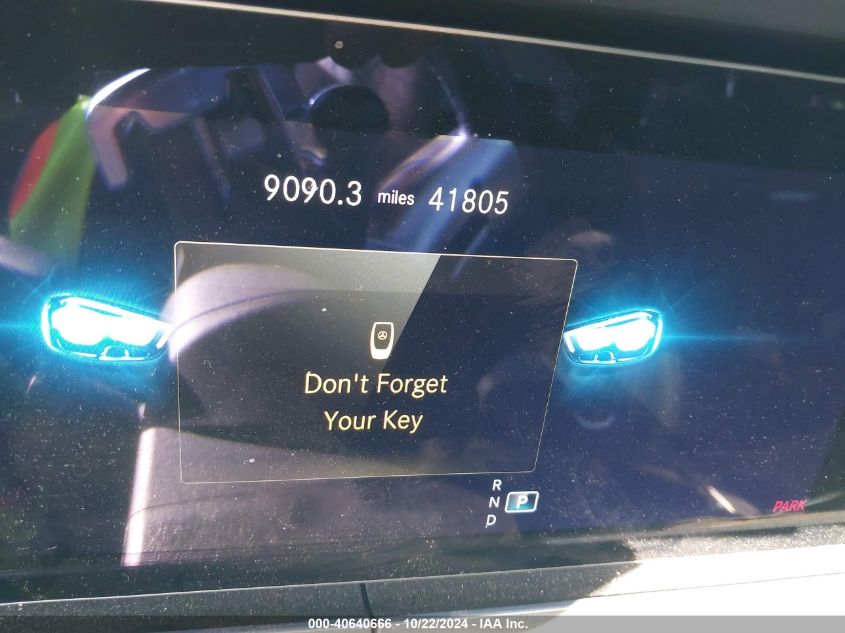 9090.3 miles 41805
Don't Forget
Your Key
R
N P
D
PARK
000-40640666 - 10/22/2024 - IAA Inc.